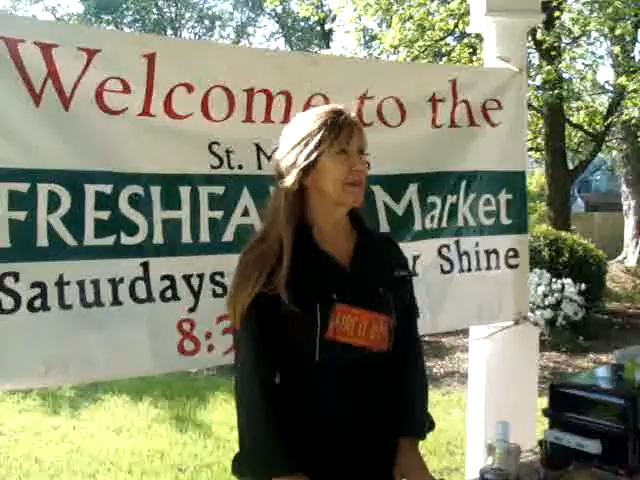 Welcome to the
St. M
FRESHFA Market
Saturdays r Shine
8:3